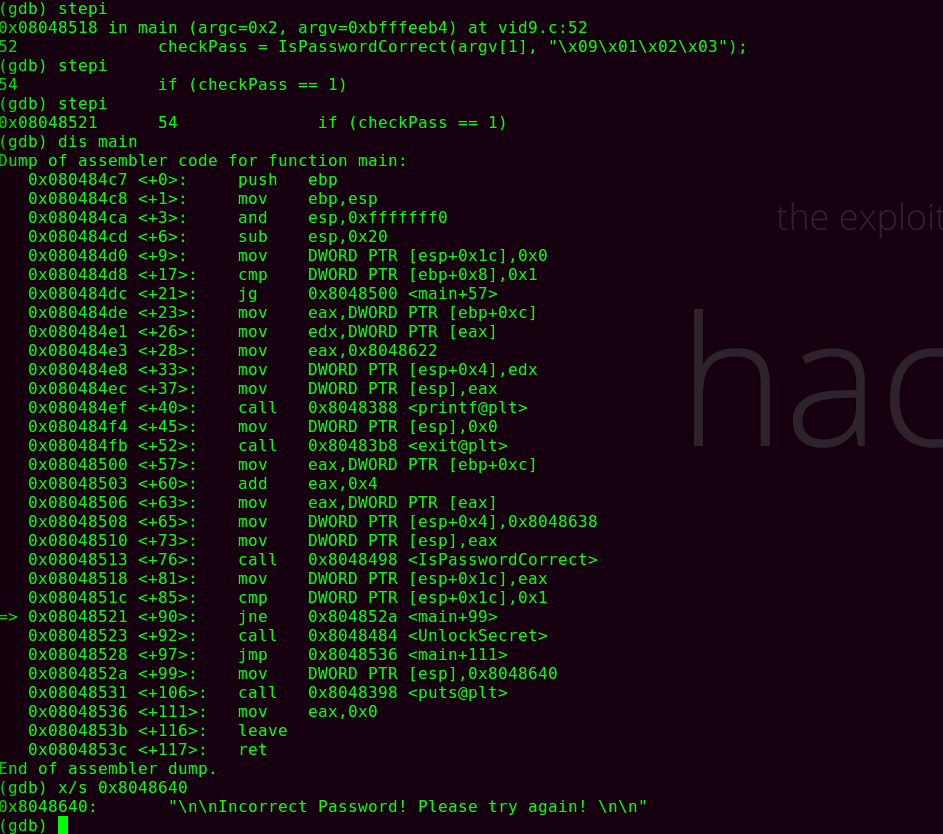 (gdb) stepi
0x08048518 in main (argc=0x2, argv=0xbfffeeb4) at vid9.c:52
52              checkPass = IsPasswordCorrect(argv[1], "\x09\x01\x02\x03");
(gdb) stepi
54              if (checkPass == 1)
(gdb) stepi
0x08048521      54              if (checkPass == 1)
(gdb) dis main
Dump of assembler code for function main:
   0x080484c7 <+0>:     push   ebp
   0x080484c8 <+1>:     mov    ebp,esp
   0x080484ca <+3>:     and    esp,0xfffffff0
   0x080484cd <+6>:     sub    esp,0x20
   0x080484d0 <+9>:     mov    DWORD PTR [esp+0x1c],0x0
   0x080484d8 <+17>:    cmp    DWORD PTR [ebp+0x8],0x1
   0x080484dc <+21>:    jg     0x8048500 <main+57>
   0x080484de <+23>:    mov    eax,DWORD PTR [ebp+0xc]
   0x080484e1 <+26>:    mov    edx,DWORD PTR [eax]
   0x080484e3 <+28>:    mov    eax,0x8048622
   0x080484e8 <+33>:    mov    DWORD PTR [esp+0x4],edx
   0x080484ec <+37>:    mov    DWORD PTR [esp],eax
   0x080484ef <+40>:    call   0x8048388 <printf@plt>
   0x080484f4 <+45>:    mov    DWORD PTR [esp],0x0
   0x080484fb <+52>:    call   0x80483b8 <exit@plt>
   0x08048500 <+57>:    mov    eax,DWORD PTR [ebp+0xc]
   0x08048503 <+60>:    add    eax,0x4
   0x08048506 <+63>:    mov    eax,DWORD PTR [eax]
   0x08048508 <+65>:    mov    DWORD PTR [esp+0x4],0x8048638
   0x08048510 <+73>:    mov    DWORD PTR [esp],eax
   0x08048513 <+76>:    call   0x8048498 <IsPasswordCorrect>
   0x08048518 <+81>:    mov    DWORD PTR [esp+0x1c],eax
   0x0804851c <+85>:    cmp    DWORD PTR [esp+0x1c],0x1
=> 0x08048521 <+90>:    jne    0x804852a <main+99>
   0x08048523 <+92>:    call   0x8048484 <UnlockSecret>
   0x08048528 <+97>:    jmp    0x8048536 <main+111>
   0x0804852a <+99>:    mov    DWORD PTR [esp],0x8048640
   0x08048531 <+106>:   call   0x8048398 <puts@plt>
   0x08048536 <+111>:   mov    eax,0x0
   0x0804853b <+116>:   leave
   0x0804853c <+117>:   ret
End of assembler dump.
(gdb) x/s 0x8048640
0x8048640:       "\n\nIncorrect Password! Please try again! \n\n"
(gdb)
the exploit
hac